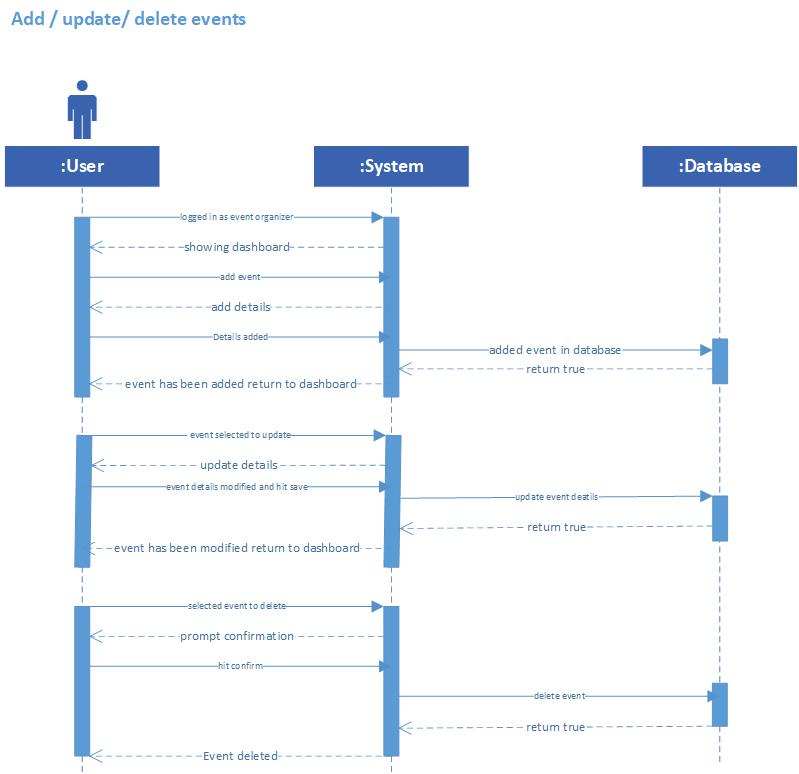 Add / update/ delete events
:User
:System
:Database
logged in as event organizer
showing dashboard
add event
add details
Details added
added event in database
return true
event has been added return to dashboard
event selected to update
update details
event details modified and hit save
update event deatils
return true
event has been modified return to dashboard
selected event to delete
prompt confirmation
hit confirm
delete event
return true
Event deleted